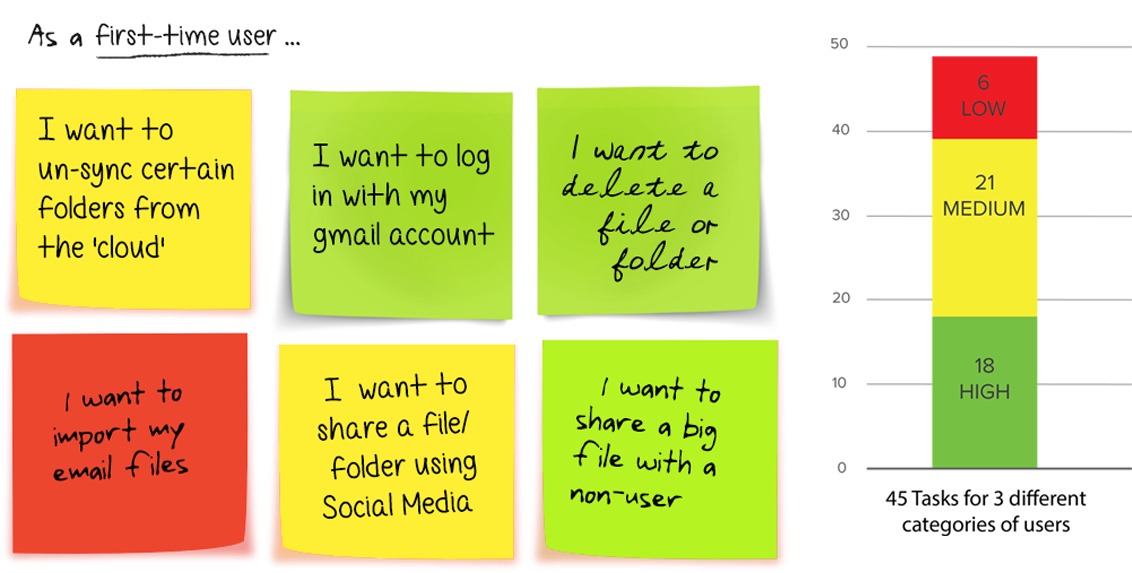 As a first-time user ...
I want to
un-sync certain
folders from
the 'cloud'
I want to log
in with my
gmail account
I want to
delete a
file or
folder
I want to
import my
email files
I want to
share a file/
folder using
Social Media
I want to
share a big
file with a
non-user
50
40
30
20
10
0
6
LOW
21
MEDIUM
18
HIGH
45 Tasks for 3 different
categories of users